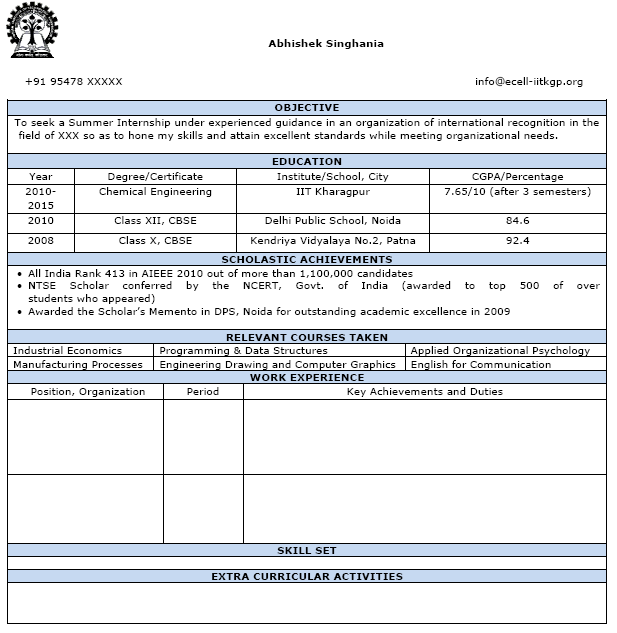 Abhishek Singhania
+91 95478 XXXXX info@ecell-iitkgp.org
OBJECTIVE
To seek a Summer Internship under experienced guidance in an organization of international recognition in the
field of XXX so as to hone my skills and attain excellent standards while meeting organizational needs.
EDUCATION
Year Degree/Certificate Institute/School, City CGPA/Percentage
2010-
2015 Chemical Engineering IIT Kharagpur 7.65/10 (after 3 semesters)
2010 Class XII, CBSE Delhi Public School, Noida 84.6
2008 Class X, CBSE Kendriya Vidyalaya No.2, Patna 92.4
SCHOLASTIC ACHIEVEMENTS
• All India Rank 413 in AIEEE 2010 out of more than 1,100,000 candidates
• NTSE Scholar conferred by the NCERT, Govt. of India (awarded to top 500 of over
students who appeared)
• Awarded the Scholar's Memento in DPS, Noida for outstanding academic excellence in 2009
RELEVANT COURSES TAKEN
Industrial Economics Programming & Data Structures Applied Organizational Psychology
Manufacturing Processes Engineering Drawing and Computer Graphics English for Communication
WORK EXPERIENCE
Position, Organization Period Key Achievements and Duties
SKILL SET
EXTRA CURRICULAR ACTIVITIES